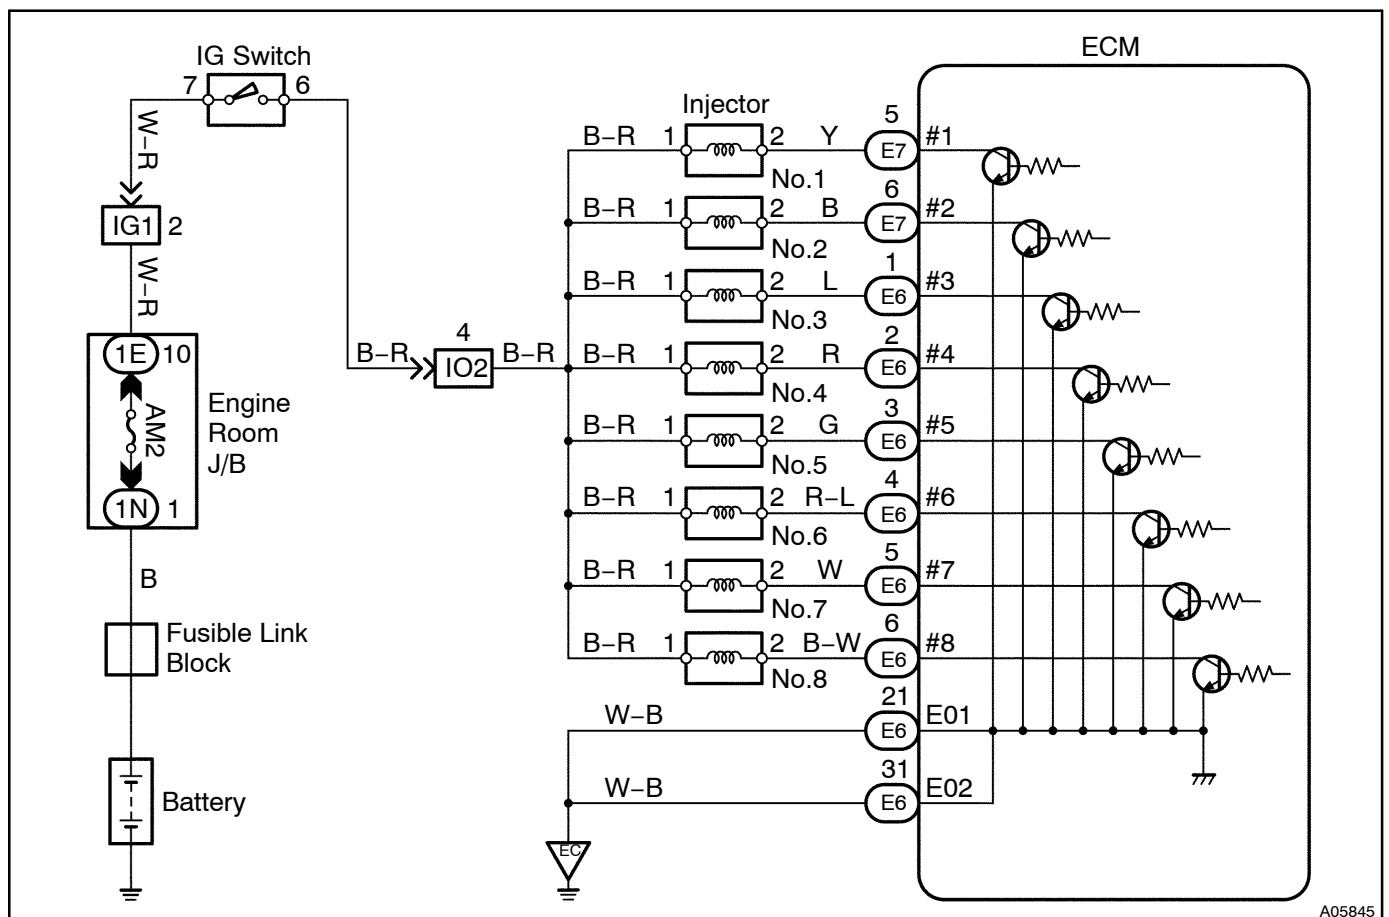 IG Switch
7 6
W–R
IG1 2
W–R
1E 10
AM2
1N 1
Engine
Room
J/B
B
Fusible Link
Block
Battery
B–R
4
IO2
B–R
Injector
ECM
B–R 1 2 Y 5 E7 #1
No.1
B–R 1 2 B 6 E7 #2
No.2
B–R 1 2 L 1 E6 #3
No.3
B–R 1 2 R 2 E6 #4
No.4
B–R 1 2 G 3 E6 #5
No.5
B–R 1 2 R–L 4 E6 #6
No.6
B–R 1 2 W 5 E6 #7
No.7
B–R 1 2 B–W 6 E6 #8
No.8
W–B 21 E6 E01
W–B 31 E6 E02
EC
A05845